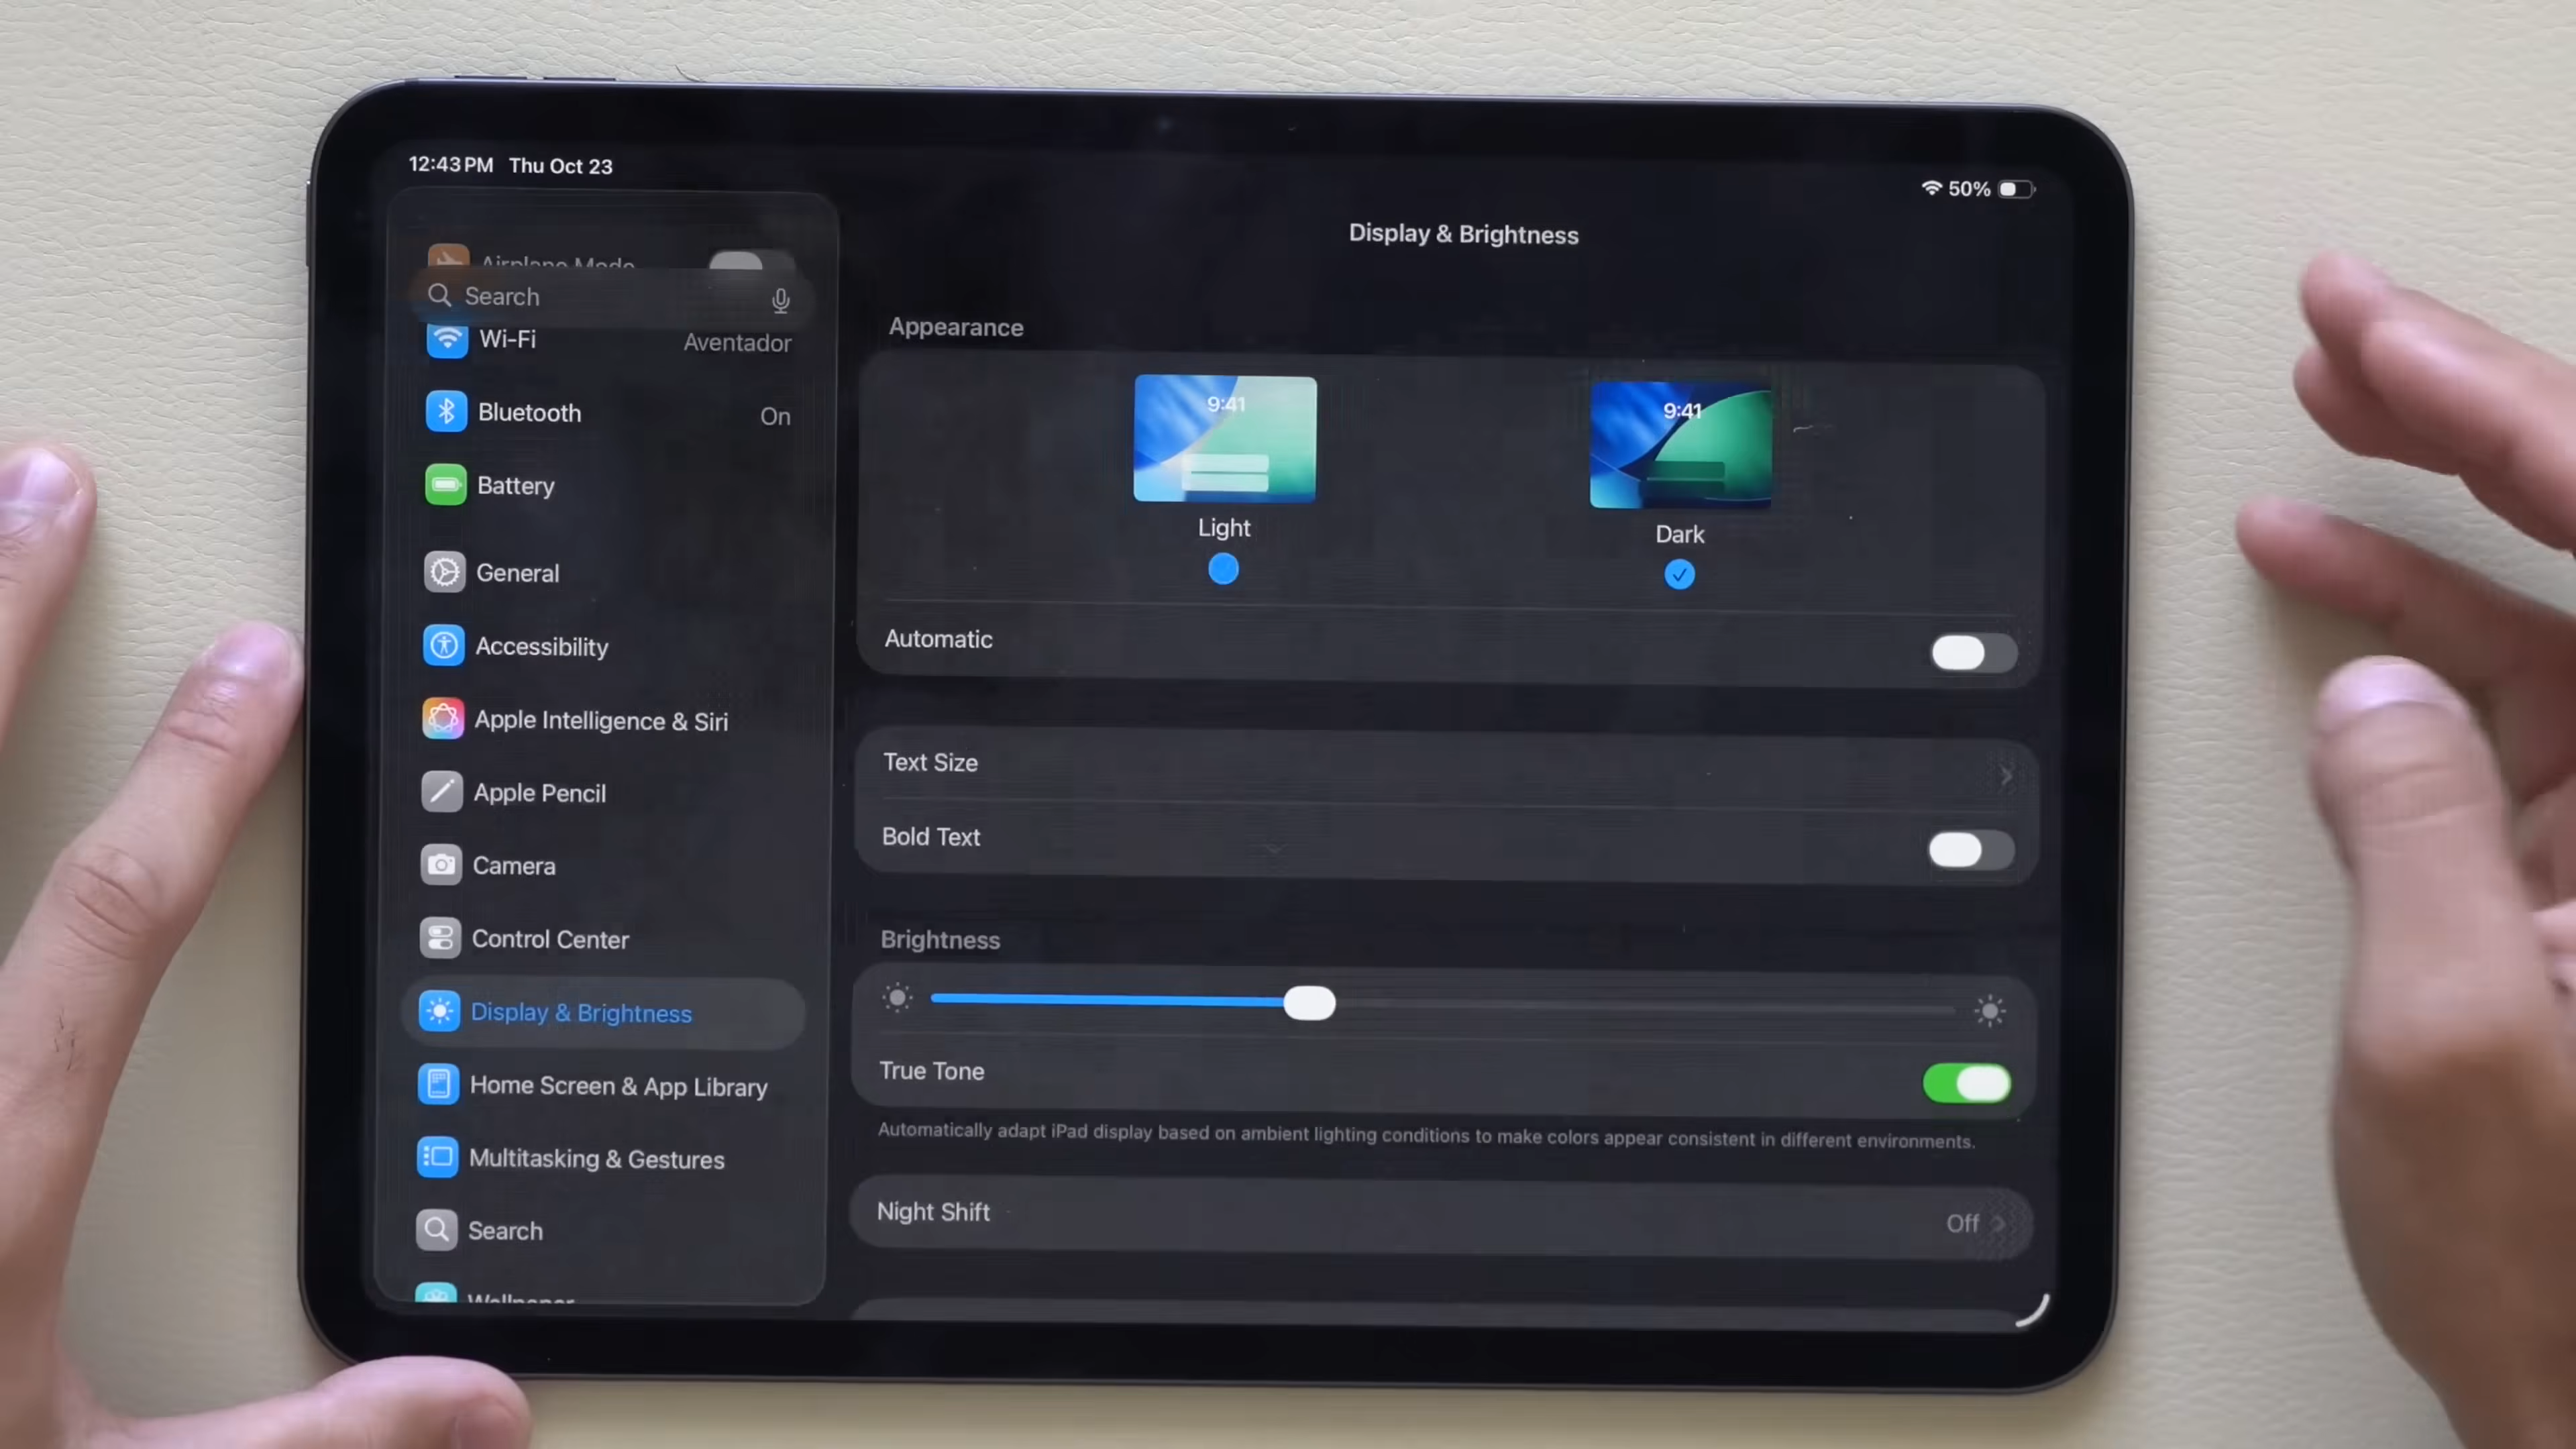 12:43 PM Thu Oct 23
50%
Airplane Mode
Search
Wi-Fi Aventador
Bluetooth On
Battery
General
Accessibility
Apple Intelligence & Siri
Apple Pencil
Camera
Control Center
Display & Brightness
Home Screen & App Library
Multitasking & Gestures
Search
Wallpaper
Display & Brightness
Appearance
9:41 9:41
Light Dark
Automatic
Text Size
Bold Text
Brightness
True Tone
Automatically adapt iPad display based on ambient lighting conditions to make colors appear consistent in different environments.
Night Shift Off